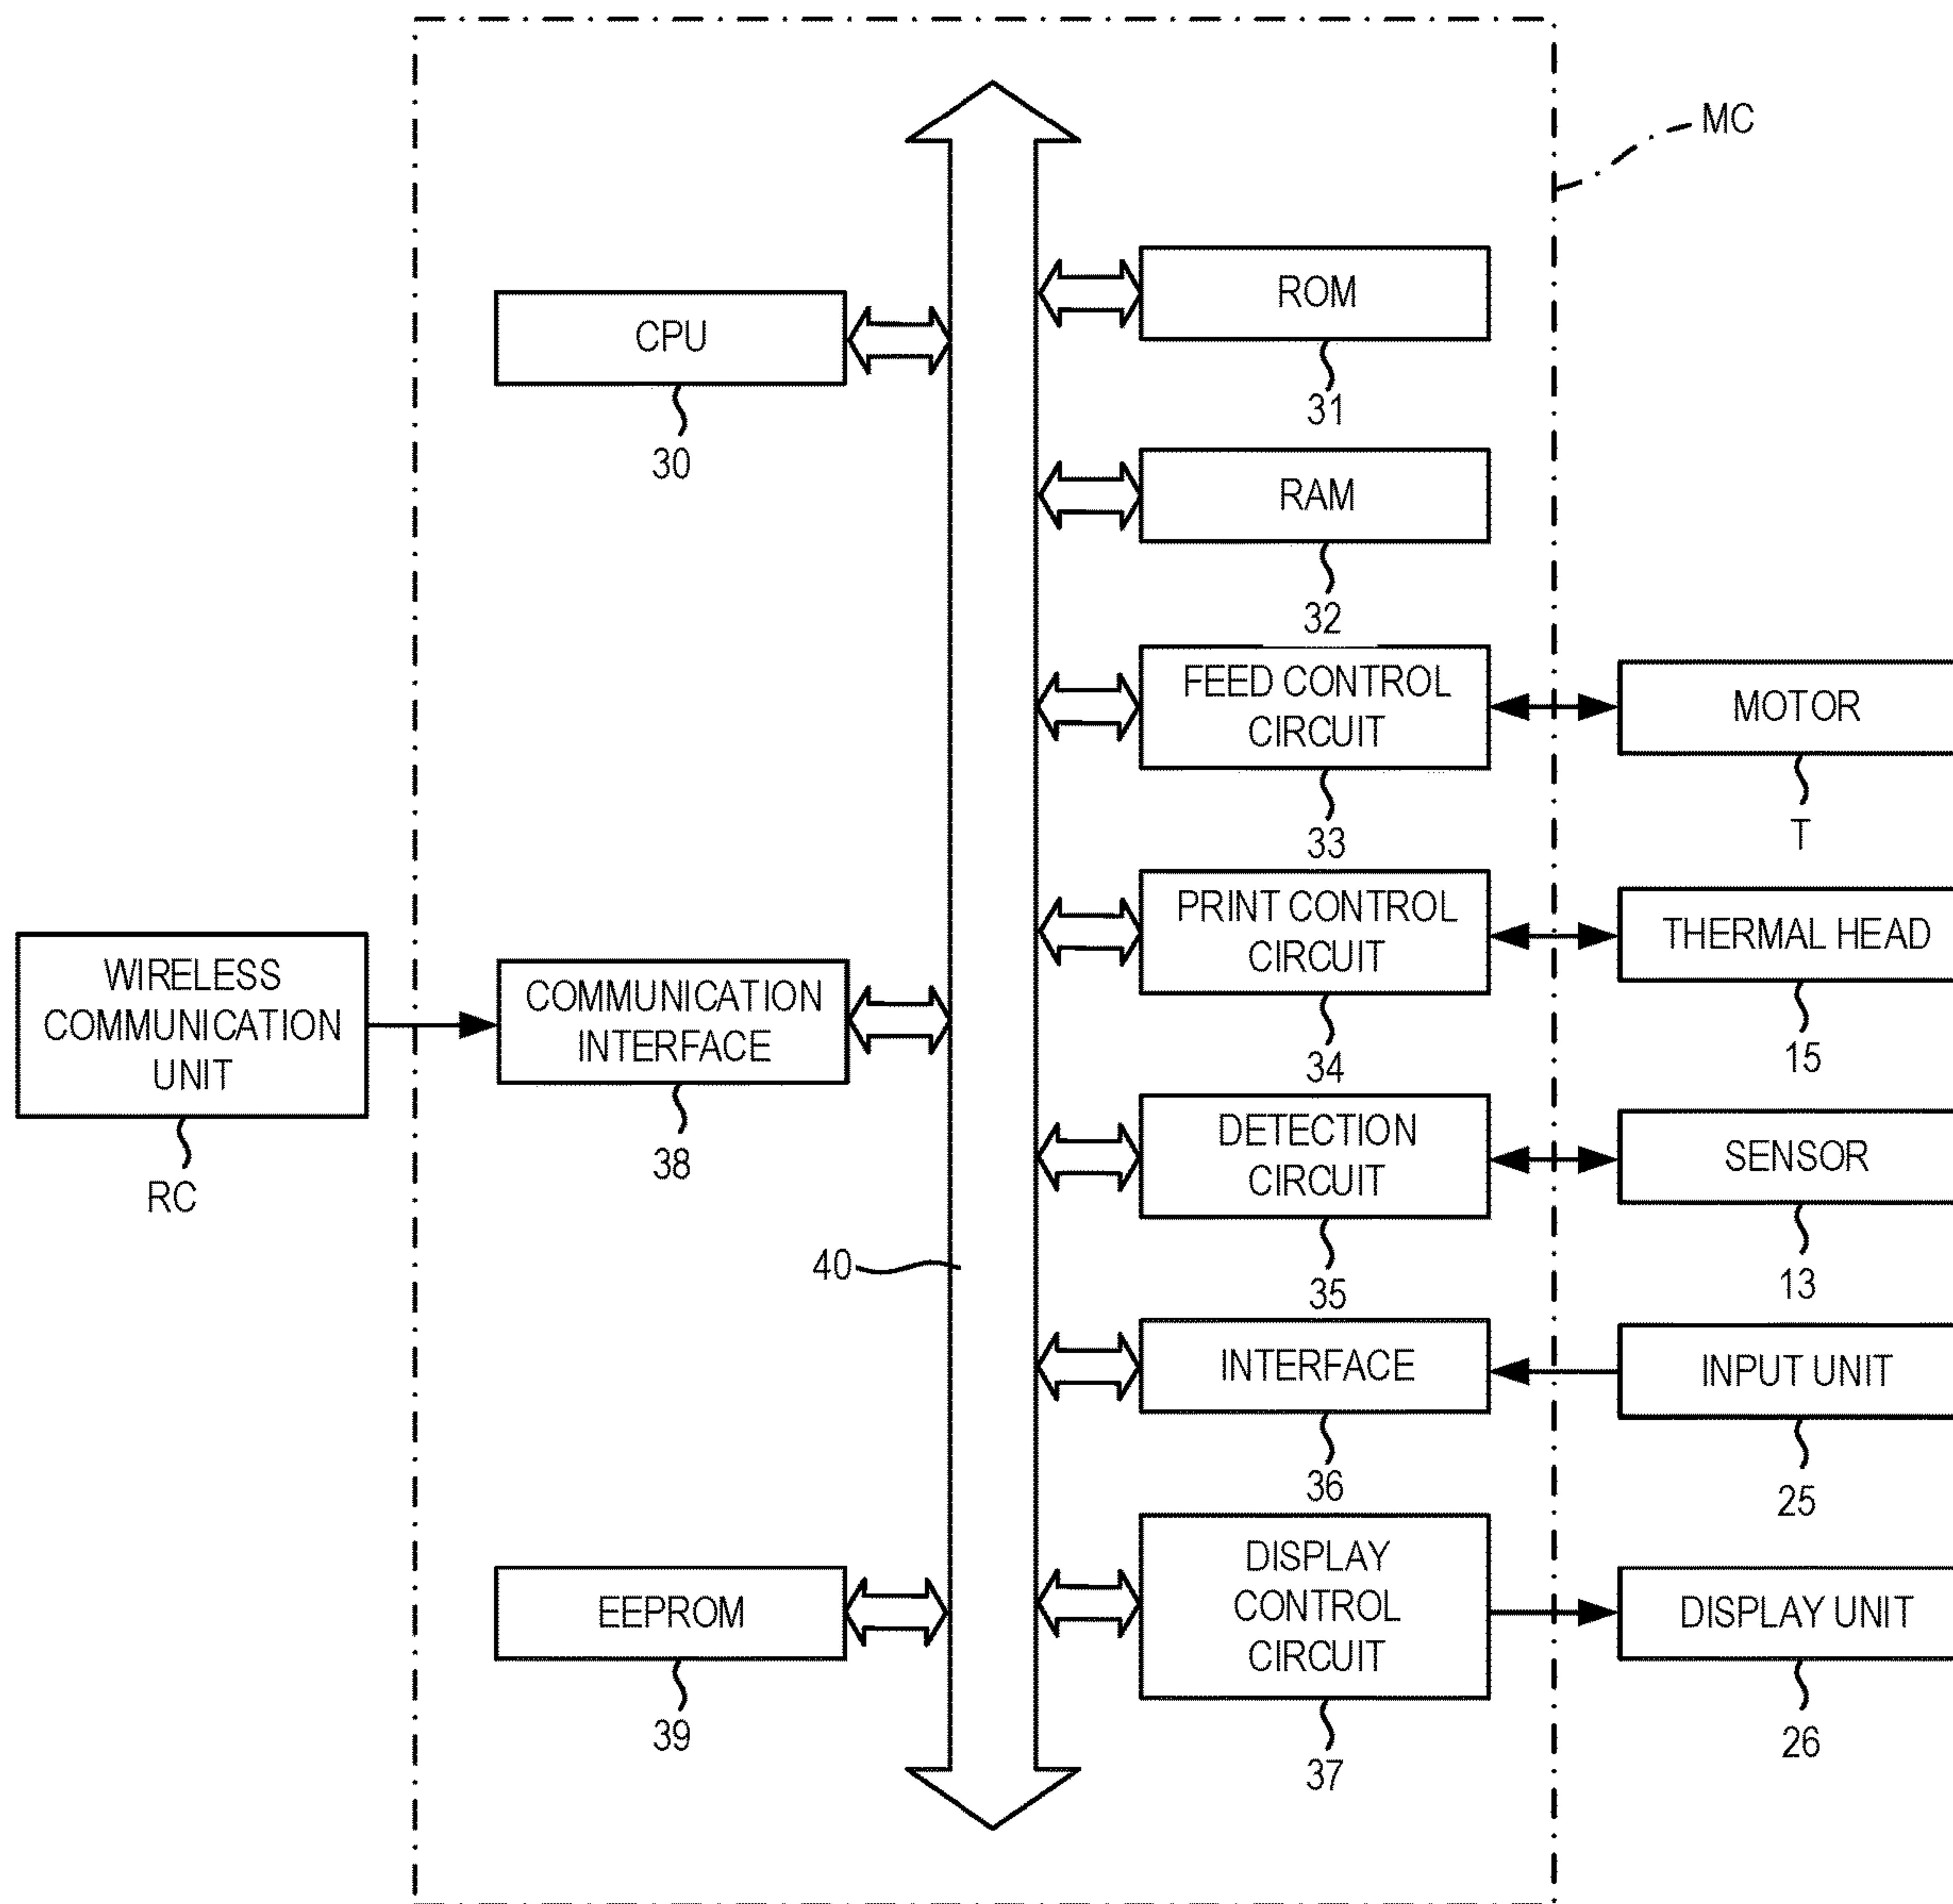 MC
CPU
30
ROM
31
RAM
32
FEED CONTROL
CIRCUIT
33
MOTOR
T
PRINT CONTROL
CIRCUIT
34
THERMAL HEAD
15
WIRELESS
COMMUNICATION
UNIT
RC
COMMUNICATION
INTERFACE
38
DETECTION
CIRCUIT
35
SENSOR
13
40
INTERFACE
36
INPUT UNIT
25
EEPROM
39
DISPLAY
CONTROL
CIRCUIT
37
DISPLAY UNIT
26